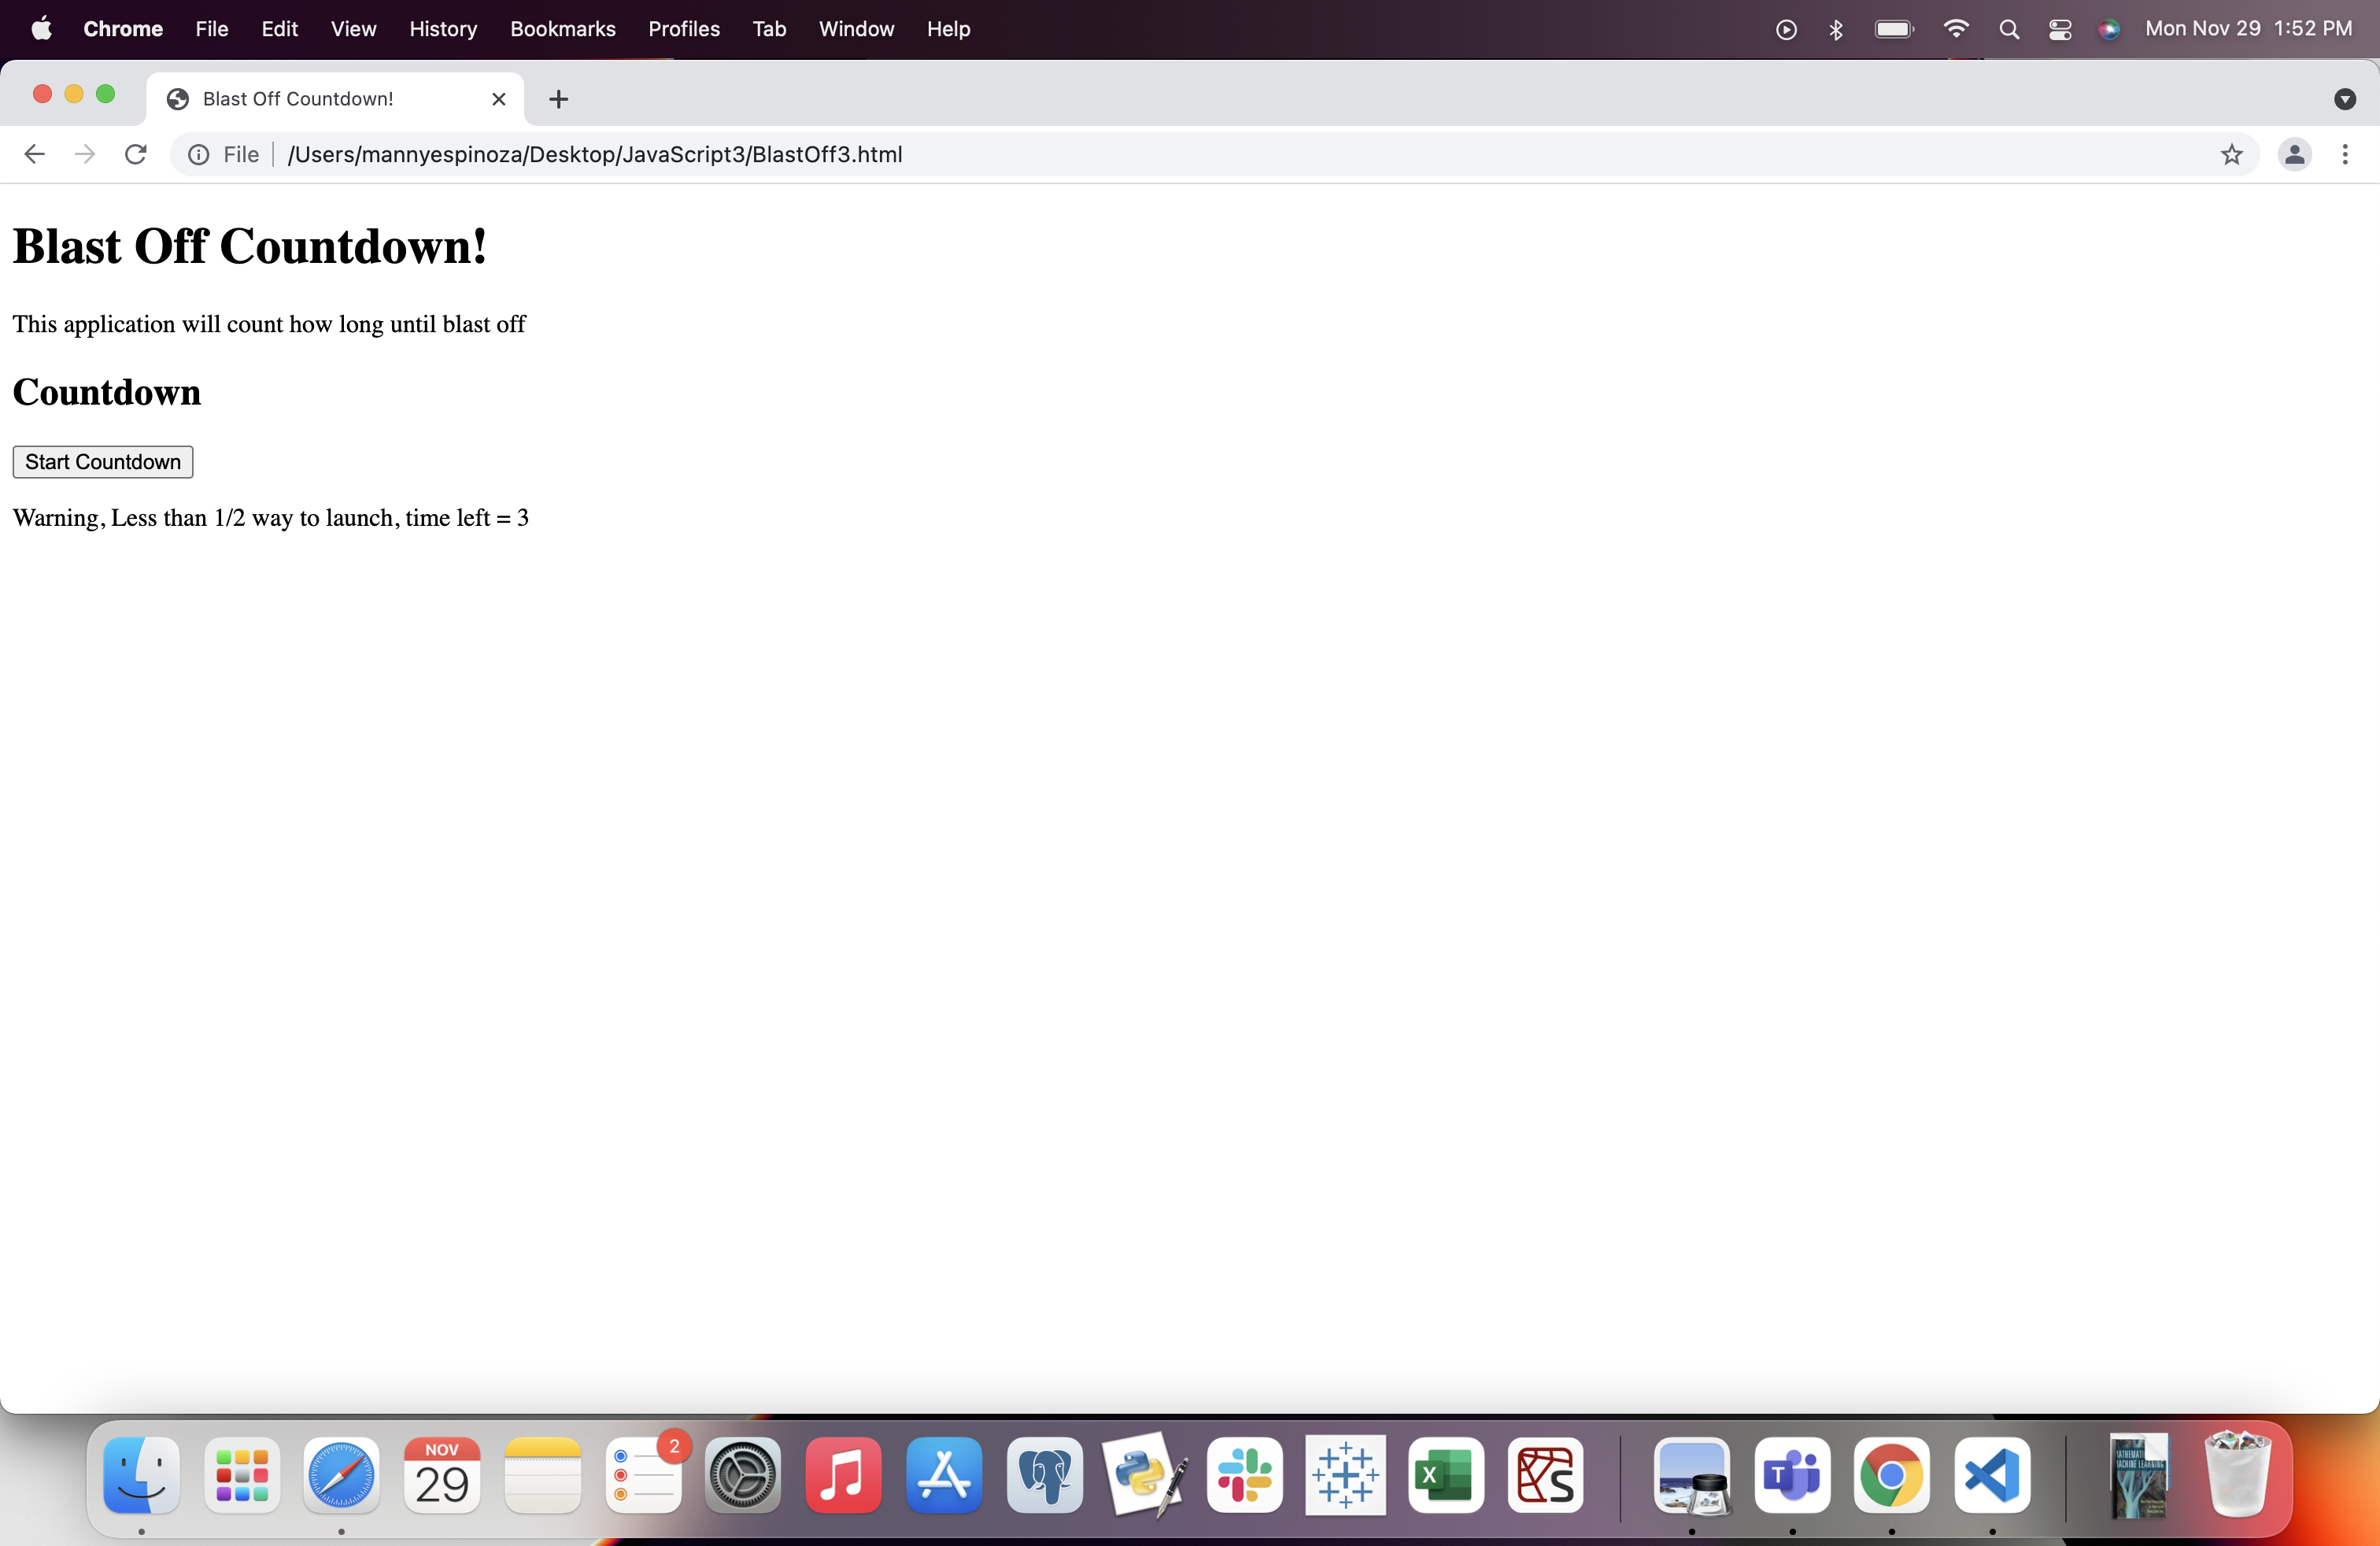 Chrome File Edit View History Bookmarks Profiles Tab Window Help Mon Nov 29 1:52 PM
Blast Off Countdown!
File /Users/mannyespinoza/Desktop/JavaScript3/BlastOff3.html
Blast Off Countdown!
This application will count how long until blast off
Countdown
Start Countdown
Warning, Less than 1/2 way to launch, time left = 3
NOV
29
2
X
S
T
MACHINE LEARNING